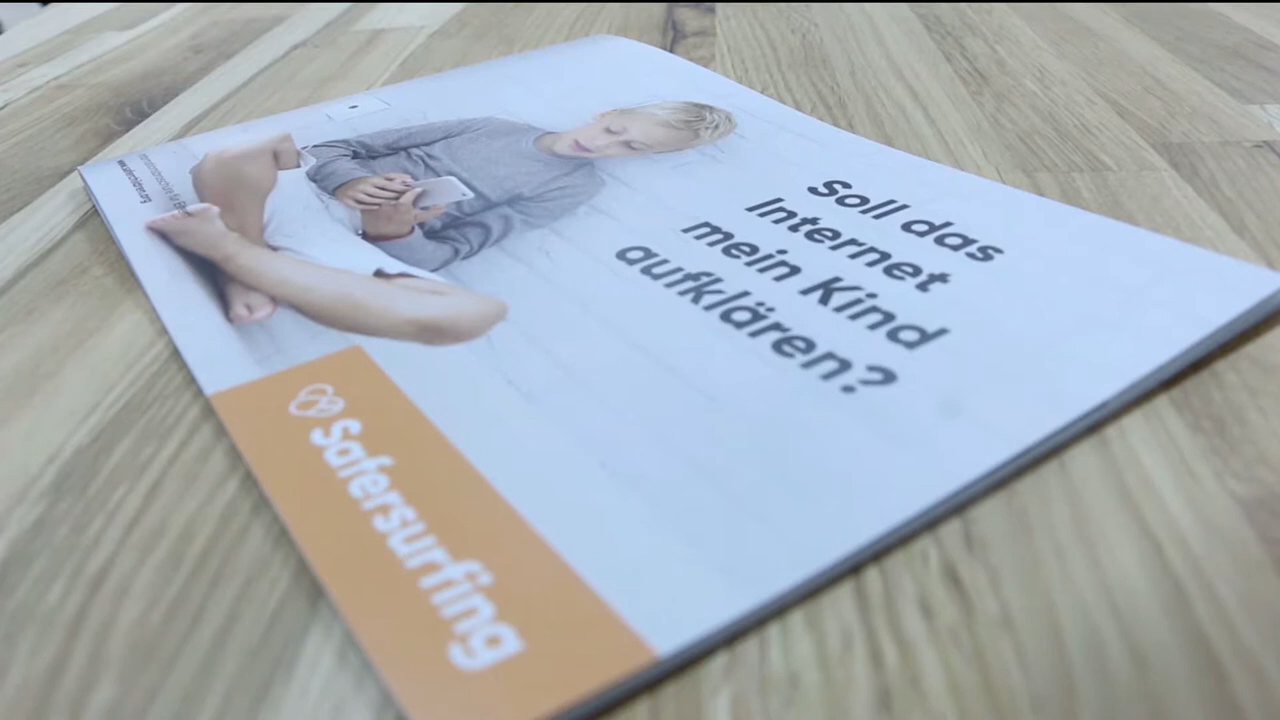 Soll das
Internet
mein Kind
aufklären?
Safersurfing